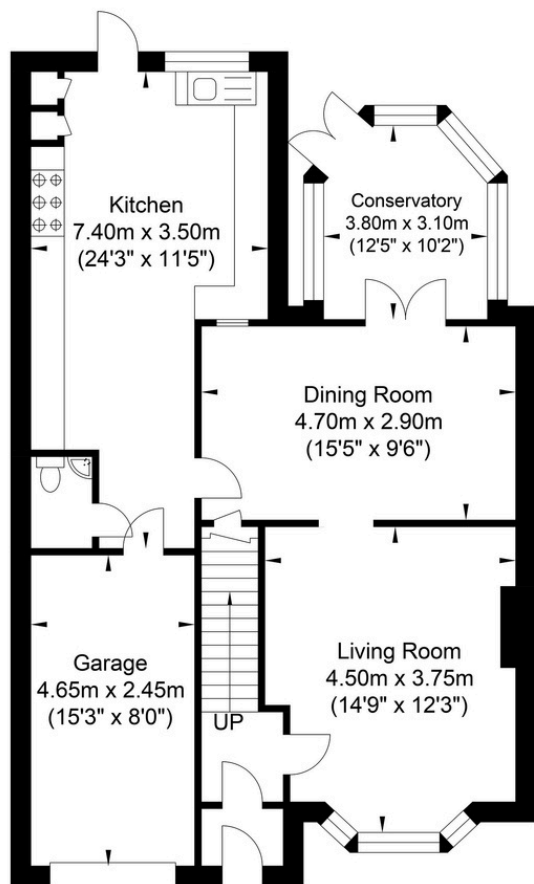 Kitchen
7.40m x 3.50m
(24'3" x 11'5")
Conservatory
3.80m x 3.10m
(12'5" x 10'2")
Dining Room
4.70m x 2.90m
(15'5" x 9'6")
Garage
4.65m x 2.45m
(15'3" x 8'0")
Living Room
4.50m x 3.75m
(14'9" x 12'3")
UP